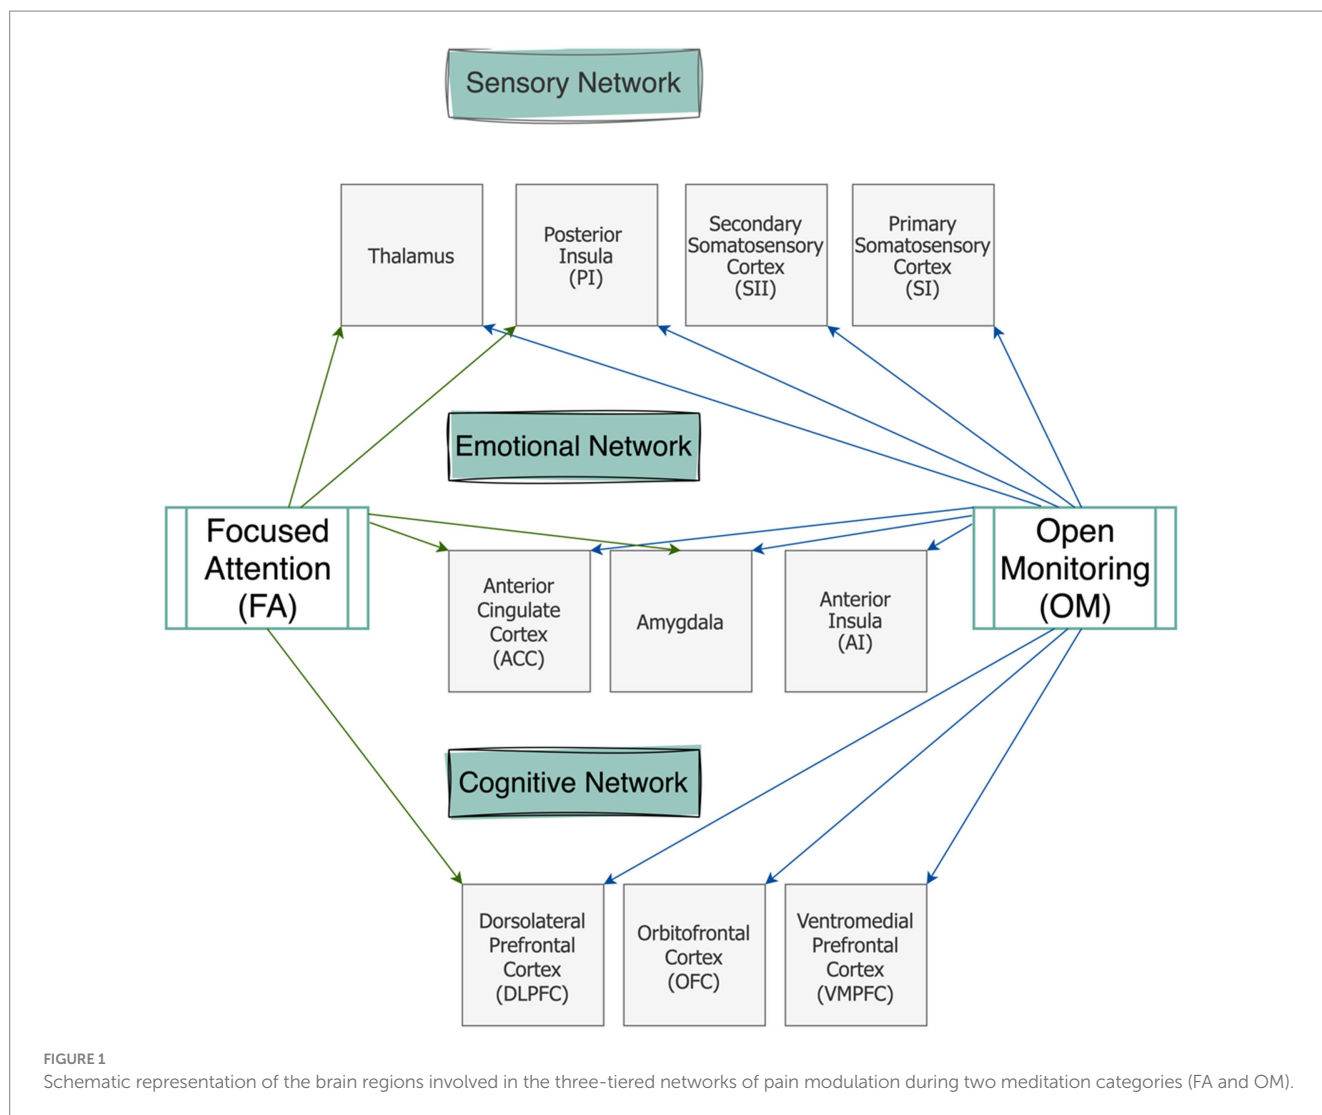 Sensory Network
Thalamus
Posterior
Insula
(PI)
Secondary
Somatosensory
Cortex
(SII)
Primary
Somatosensory
Cortex
(SI)
Emotional Network
Focused
Attention
(FA)
Open
Monitoring
(OM)
Anterior
Cingulate
Cortex
(ACC)
Amygdala
Anterior
Insula
(AI)
Cognitive Network
Dorsolateral
Prefrontal
Cortex
(DLPFC)
Orbitofrontal
Cortex
(OFC)
Ventromedial
Prefrontal
Cortex
(VMPFC)
FIGURE 1
Schematic representation of the brain regions involved in the three-tiered networks of pain modulation during two meditation categories (FA and OM).